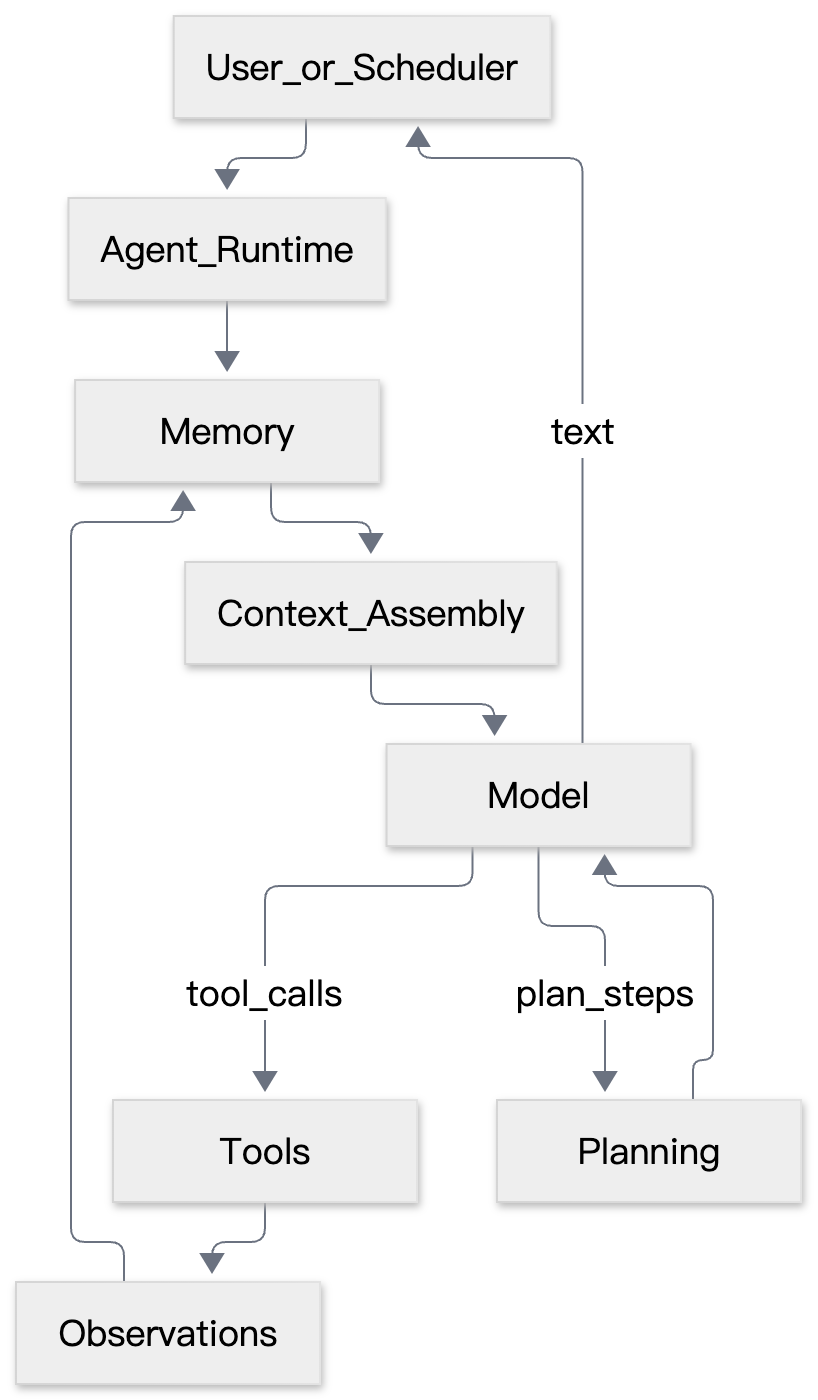 User_or_Scheduler
Agent_Runtime
Memory
text
Context_Assembly
Model
tool_calls
plan_steps
Tools
Planning
Observations